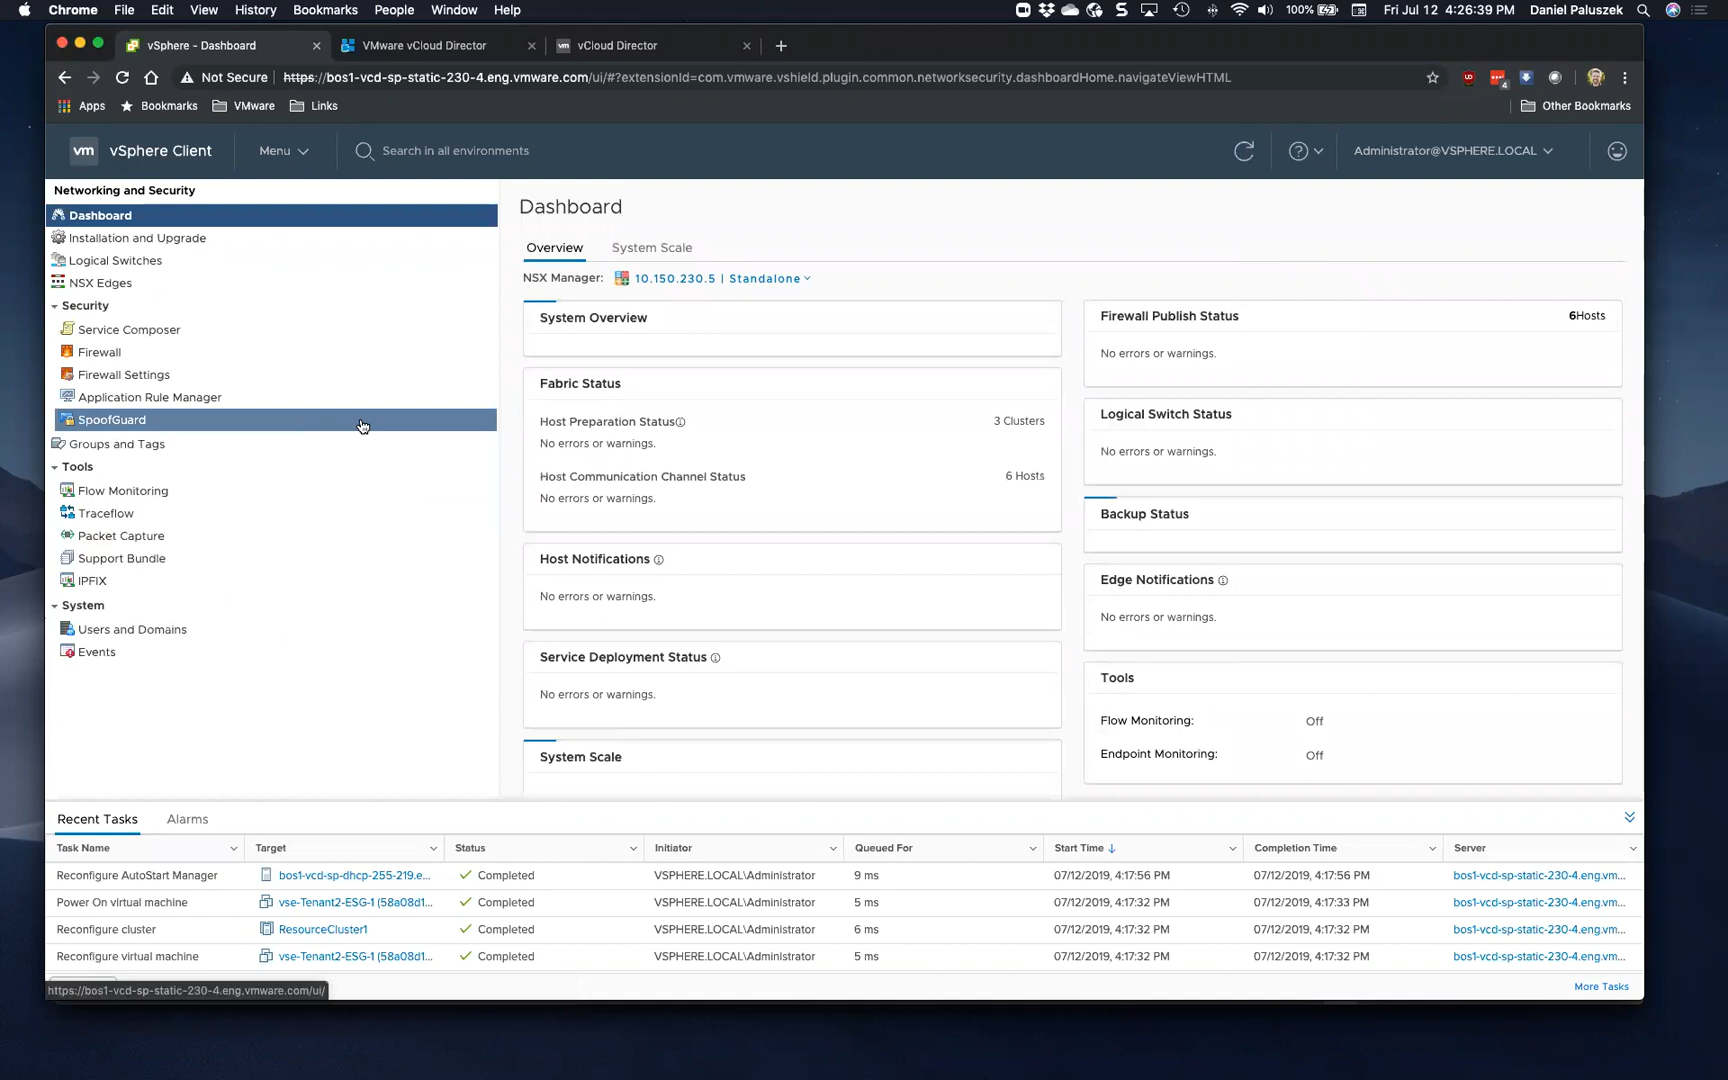 Chrome File Edit View History Bookmarks People Window Help 100% Fri Jul 12 4:26:39 PM Daniel Paluszek
vSphere - Dashboard VMware vCloud Director vm vCloud Director
Not Secure https://bos1-vcd-sp-static-230-4.eng.vmware.com/ui/#?extensionId=com.vmware.vshield.plugin.common.networksecurity.dashboardHome.navigateViewHTML 4
Apps Bookmarks VMware Links Other Bookmarks
vm vSphere Client Menu Search in all environments Administrator@VSPHERE.LOCAL
Networking and Security
Dashboard
Installation and Upgrade
Logical Switches
NSX Edges
Security
Service Composer
Firewall
Firewall Settings
Application Rule Manager
SpoofGuard
Groups and Tags
Tools
Flow Monitoring
Traceflow
Packet Capture
Support Bundle
IPFIX
System
Users and Domains
Events
Dashboard
Overview System Scale
NSX Manager: 10.150.230.5 | Standalone
System Overview
Fabric Status
Host Preparation Status 3 Clusters
No errors or warnings.
Host Communication Channel Status 6 Hosts
No errors or warnings.
Host Notifications
No errors or warnings.
Service Deployment Status
No errors or warnings.
System Scale
Firewall Publish Status 6Hosts
No errors or warnings.
Logical Switch Status
No errors or warnings.
Backup Status
Edge Notifications
No errors or warnings.
Tools
Flow Monitoring: Off
Endpoint Monitoring: Off
Recent Tasks Alarms
Task Name Target Status Initiator Queued For Start Time Completion Time Server
Reconfigure AutoStart Manager bos1-vcd-sp-dhcp-255-219.e... Completed VSPHERE.LOCAL\Administrator 9 ms 07/12/2019, 4:17:56 PM 07/12/2019, 4:17:56 PM bos1-vcd-sp-static-230-4.eng.vm...
Power On virtual machine vse-Tenant2-ESG-1 (58a08d1... Completed VSPHERE.LOCAL\Administrator 5 ms 07/12/2019, 4:17:32 PM 07/12/2019, 4:17:33 PM bos1-vcd-sp-static-230-4.eng.vm...
Reconfigure cluster ResourceCluster1 Completed VSPHERE.LOCAL\Administrator 6 ms 07/12/2019, 4:17:32 PM 07/12/2019, 4:17:32 PM bos1-vcd-sp-static-230-4.eng.vm...
Reconfigure virtual machine vse-Tenant2-ESG-1 (58a08d1... Completed VSPHERE.LOCAL\Administrator 5 ms 07/12/2019, 4:17:32 PM 07/12/2019, 4:17:32 PM bos1-vcd-sp-static-230-4.eng.vm...
https://bos1-vcd-sp-static-230-4.eng.vmware.com/ui/ More Tasks